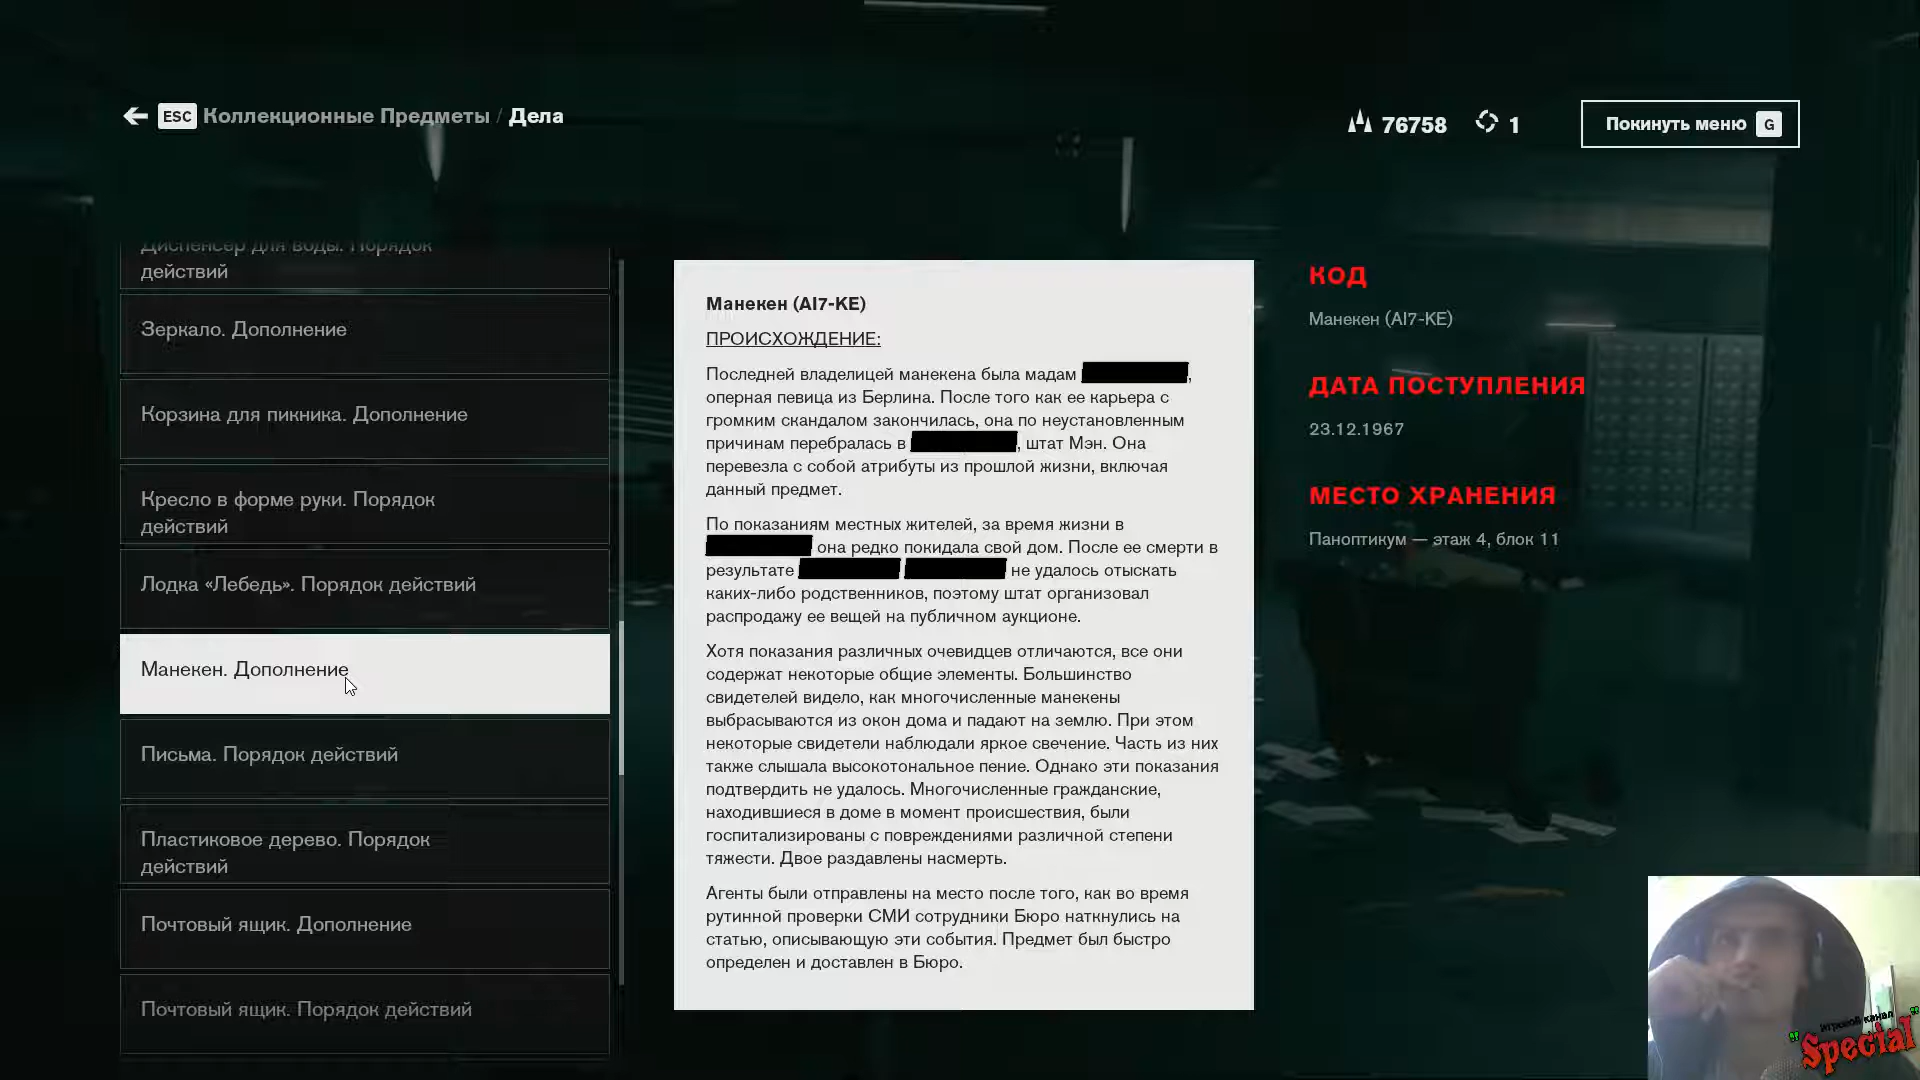 ESC Коллекционные Предметы / Дела
76758
1
Покинуть меню G
Диспенсер для воды. Порядок
действий
Зеркало. Дополнение
Корзина для пикника. Дополнение
Кресло в форме руки. Порядок
действий
Лодка «Лебедь». Порядок действий
Манекен. Дополнение
Письма. Порядок действий
Пластиковое дерево. Порядок
действий
Почтовый ящик. Дополнение
Почтовый ящик. Порядок действий
Манекен (AI7-KE)
ПРОИСХОЖДЕНИЕ:
Последней владелицей манекена была мадам ,
оперная певица из Берлина. После того как ее карьера с
громким скандалом закончилась, она по неустановленным
причинам перебралась в , штат Мэн. Она
перевезла с собой атрибуты из прошлой жизни, включая
данный предмет.
По показаниям местных жителей, за время жизни в
она редко покидала свой дом. После ее смерти в
результате не удалось отыскать
каких-либо родственников, поэтому штат организовал
распродажу ее вещей на публичном аукционе.
Хотя показания различных очевидцев отличаются, все они
содержат некоторые общие элементы. Большинство
свидетелей видело, как многочисленные манекены
выбрасываются из окон дома и падают на землю. При этом
некоторые свидетели наблюдали яркое свечение. Часть из них
также слышала высокотональное пение. Однако эти показания
подтвердить не удалось. Многочисленные гражданские,
находившиеся в доме в момент происшествия, были
госпитализированы с повреждениями различной степени
тяжести. Двое раздавлены насмерть.
Агенты были отправлены на место после того, как во время
рутинной проверки СМИ сотрудники Бюро наткнулись на
статью, описывающую эти события. Предмет был быстро
определен и доставлен в Бюро.
КОД
Манекен (AI7-KE)
ДАТА ПОСТУПЛЕНИЯ
23.12.1967
МЕСТО ХРАНЕНИЯ
Паноптикум — этаж 4, блок 11
игровой канал
"Special"